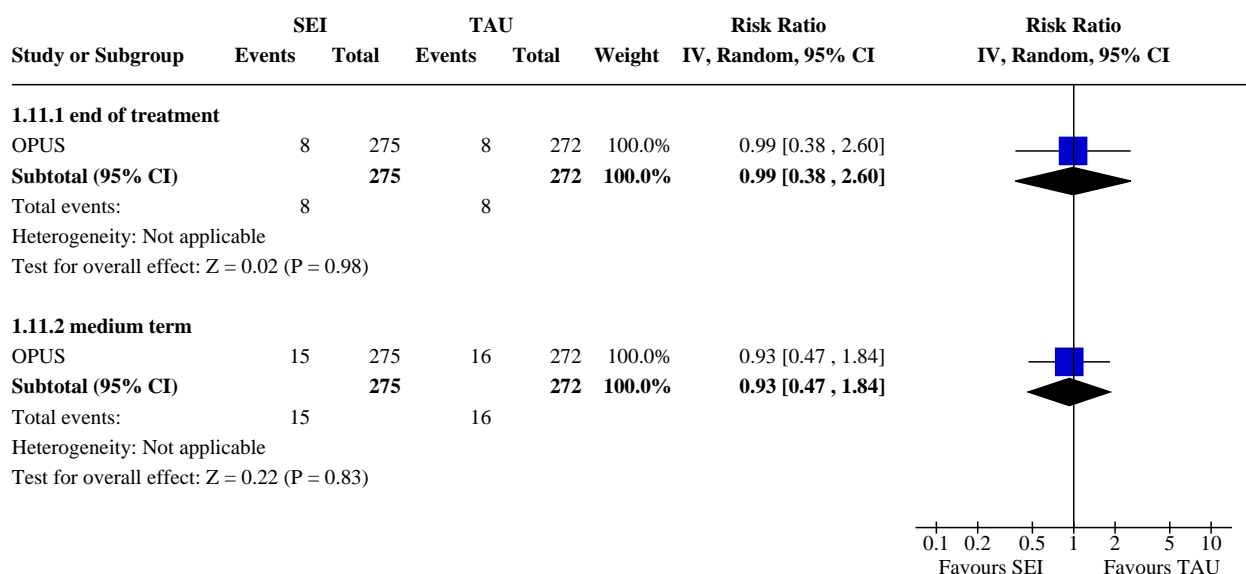 SEI TAU Risk Ratio Risk Ratio
Study or Subgroup Events Total Events Total Weight IV, Random, 95% CI IV, Random, 95% CI
1.11.1 end of treatment
OPUS 8 275 8 272 100.0% 0.99 [0.38 , 2.60]
Subtotal (95% CI) 275 272 100.0% 0.99 [0.38 , 2.60]
Total events: 8 8
Heterogeneity: Not applicable
Test for overall effect: Z = 0.02 (P = 0.98)
1.11.2 medium term
OPUS 15 275 16 272 100.0% 0.93 [0.47 , 1.84]
Subtotal (95% CI) 275 272 100.0% 0.93 [0.47 , 1.84]
Total events: 15 16
Heterogeneity: Not applicable
Test for overall effect: Z = 0.22 (P = 0.83)
0.1 0.2 0.5 1 2 5 10
Favours SEI Favours TAU